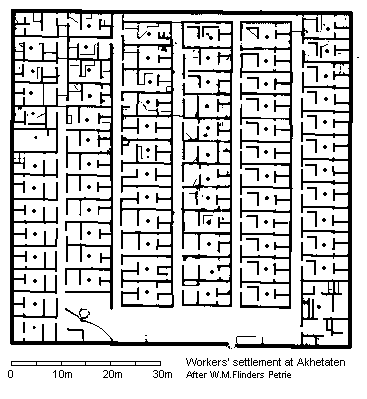 Workers' settlement at Akhetaten
0 10m 20m 30m After W.M.Flinders Petrie